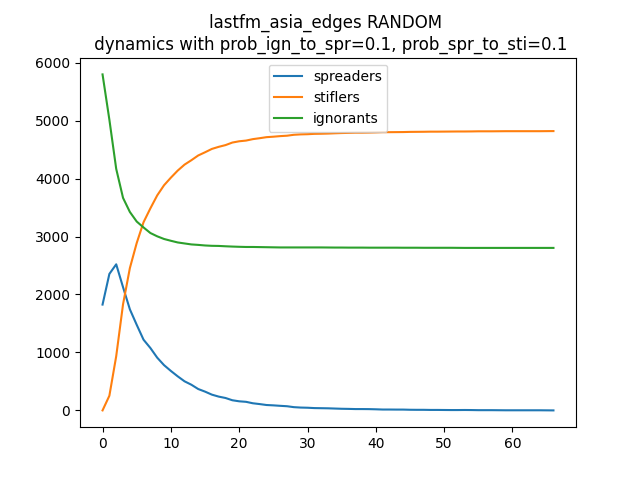 lastfm_asia_edges RANDOM
dynamics with prob_ign_to_spr=0.1, prob_spr_to_sti=0.1
spreaders
stiflers
ignorants
6000
5000
4000
3000
2000
1000
0
0 10 20 30 40 50 60